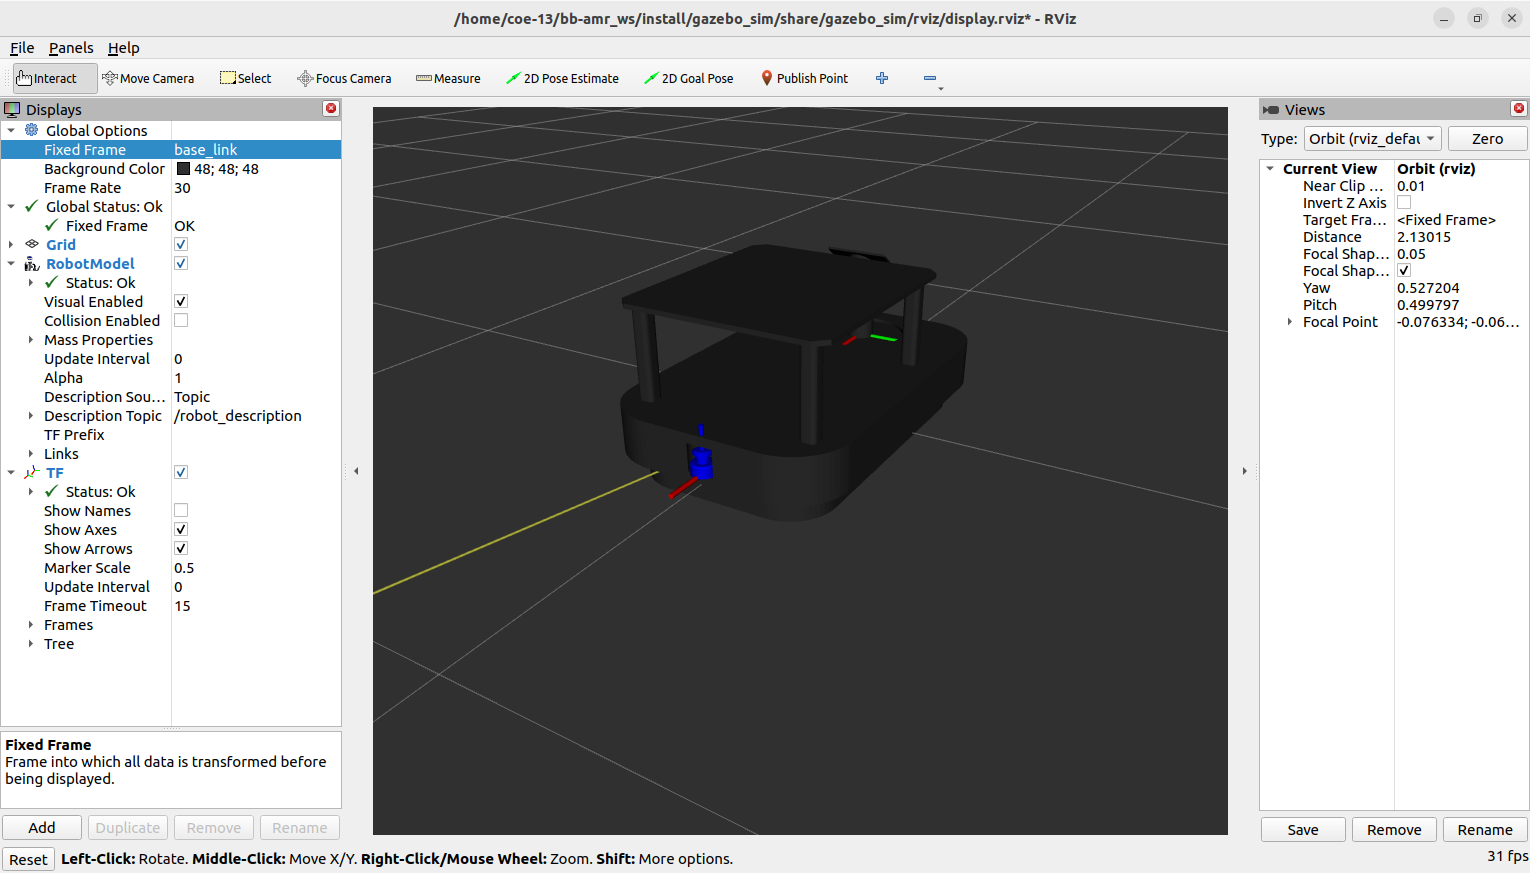 /home/coe-13/bb-amr_ws/install/gazebo_sim/share/gazebo_sim/rviz/display.rviz* - RViz
File Panels Help
Interact Move Camera Select Focus Camera Measure 2D Pose Estimate 2D Goal Pose Publish Point
Displays
Global Options
Fixed Frame base_link
Background Color 48; 48; 48
Frame Rate 30
Global Status: Ok
Fixed Frame OK
Grid
RobotModel
Status: Ok
Visual Enabled
Collision Enabled
Mass Properties
Update Interval 0
Alpha 1
Description Sou... Topic
Description Topic /robot_description
TF Prefix
Links
TF
Status: Ok
Show Names
Show Axes
Show Arrows
Marker Scale 0.5
Update Interval 0
Frame Timeout 15
Frames
Tree
Fixed Frame
Frame into which all data is transformed before
being displayed.
Add Duplicate Remove Rename
Views
Type: Orbit (rviz_defau Zero
Current View Orbit (rviz)
Near Clip ... 0.01
Invert Z Axis
Target Fra... <Fixed Frame>
Distance 2.13015
Focal Shap... 0.05
Focal Shap...
Yaw 0.527204
Pitch 0.499797
Focal Point -0.076334; -0.06...
Save Remove Rename
Reset Left-Click: Rotate. Middle-Click: Move X/Y. Right-Click/Mouse Wheel: Zoom. Shift: More options. 31 fps